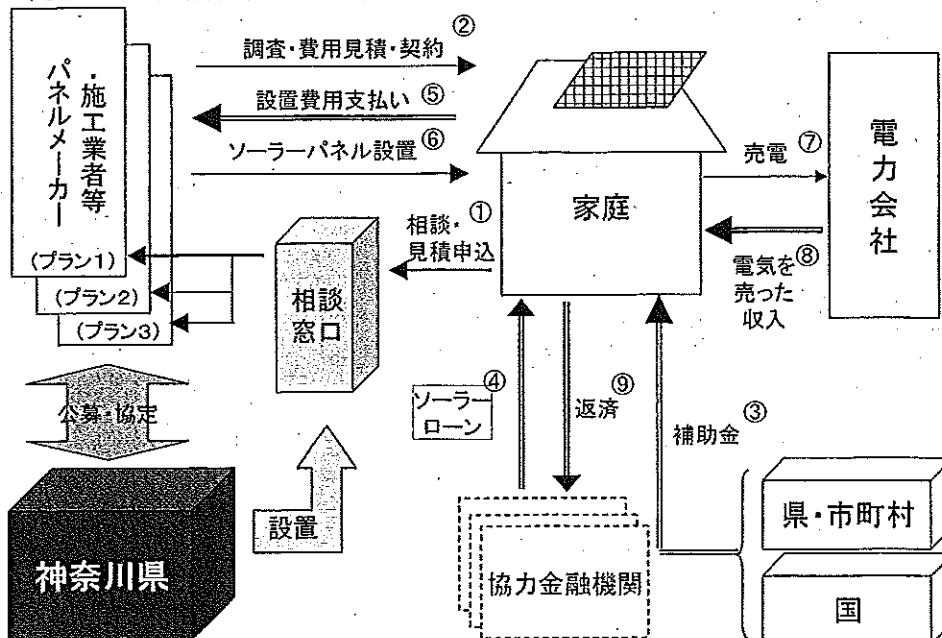 パネルメーカー
・施工業者等
(プラン1)
(プラン2)
(プラン3)
②
調査・費用見積・契約
設置費用支払い⑤
ソーラーパネル設置⑥
①
相談・
見積申込
相談
窓口
家庭
売電⑦
電気を⑧
売った
収入
電力会社
公募・協定
神奈川県
設置
④
ソーラー
ローン
⑨
返済
補助金③
協力金融機関
県・市町村
国